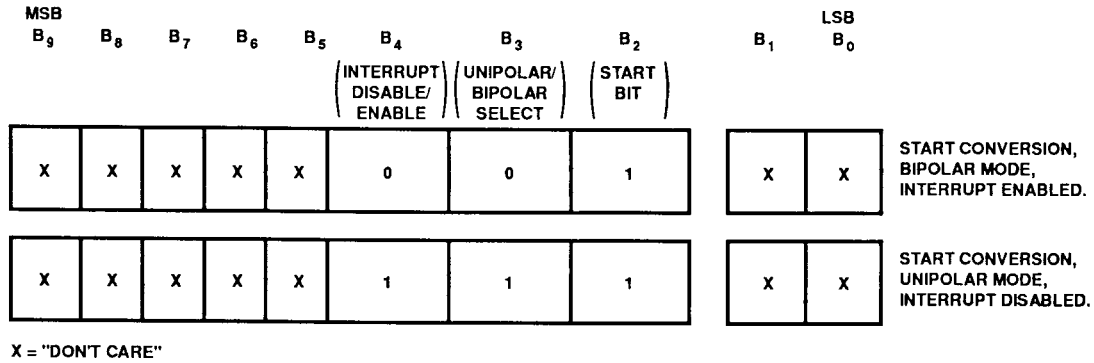 MSB LSB
B9 B8 B7 B6 B5 B4 B3 B2 B1 B0
(INTERRUPT DISABLE/ ENABLE) (UNIPOLAR/ BIPOLAR SELECT) (START BIT)
X X X X X 0 0 1 X X
START CONVERSION,
BIPOLAR MODE,
INTERRUPT ENABLED.
X X X X X 1 1 1 X X
START CONVERSION,
UNIPOLAR MODE,
INTERRUPT DISABLED.
X = "DON'T CARE"